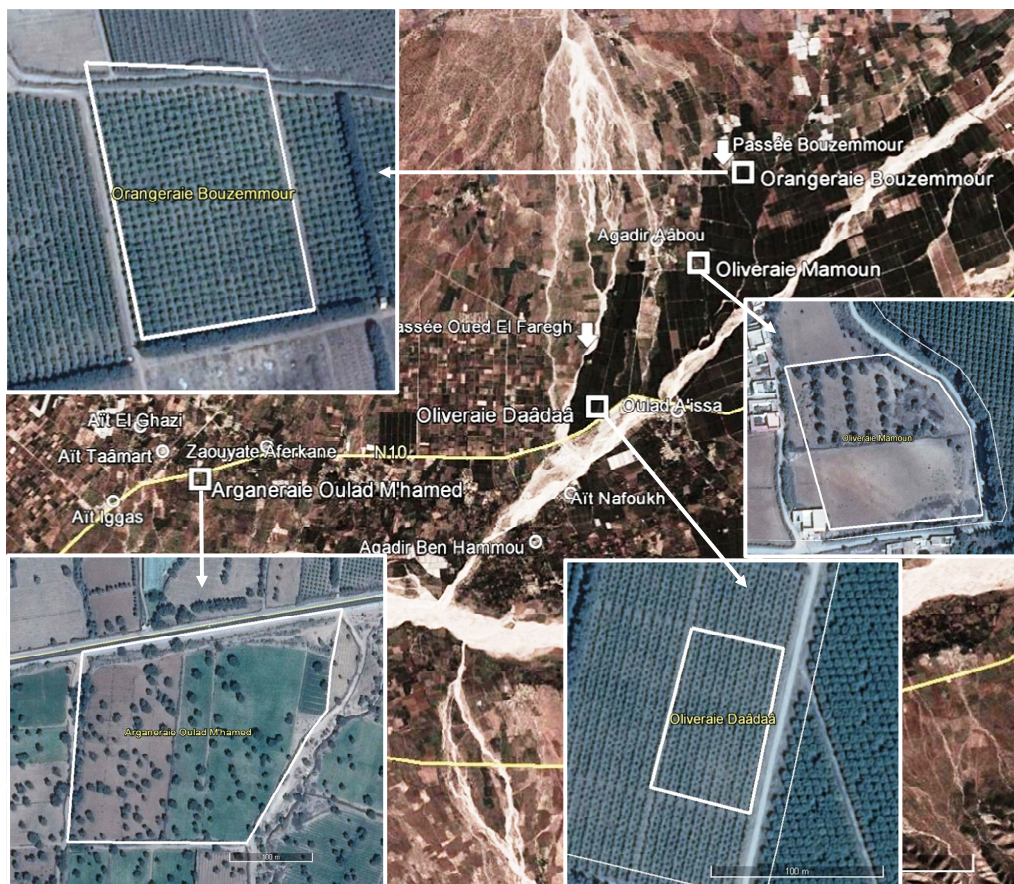 Orangeraie Bouzemmour
Passée Bouzemmour
Orangeraie Bouzemmour
Agadir Aâbou
Oliveraie Mamoun
assée Oued El Faregh
Oliveraie Mamoun
Oliveraie Daâdaâ
Oulad A'issa
Aït El Ghazi
Aït Taâmart
Zaouyate Aferkane
N10
Arganeraie Oulad M'hamed
Aït Iggas
Aït Nafoukh
Agadir Ben Hammou
Arganeraie Oulad M'hamed
100 m
Oliveraie Daâdaâ
100 m